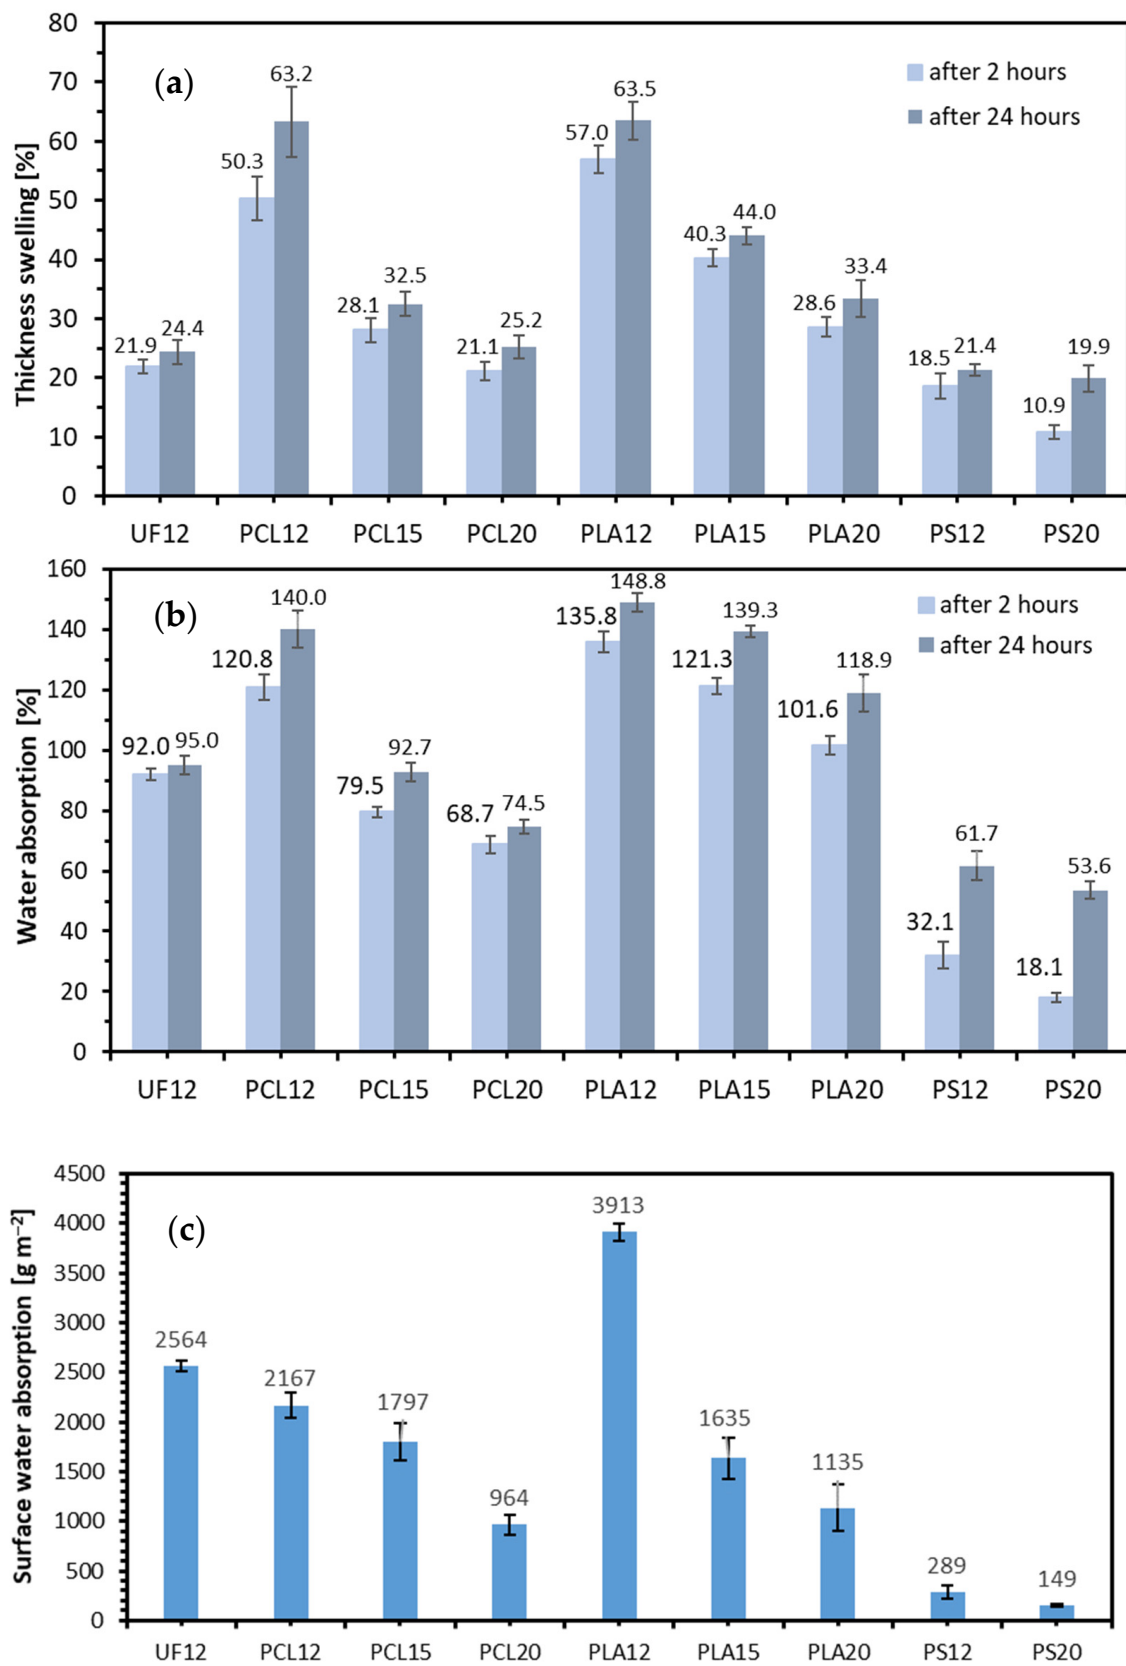 (a)
after 2 hours
after 24 hours
Thickness swelling [%]
80
70
60
50
40
30
20
10
0
21.9 24.4 50.3 63.2 28.1 32.5 21.1 25.2 57.0 63.5 40.3 44.0 28.6 33.4 18.5 21.4 10.9 19.9
UF12 PCL12 PCL15 PCL20 PLA12 PLA15 PLA20 PS12 PS20
(b)
after 2 hours
after 24 hours
Water absorption [%]
160
140
120
100
80
60
40
20
0
92.0 95.0 120.8 140.0 79.5 92.7 68.7 74.5 135.8 148.8 121.3 139.3 101.6 118.9 32.1 61.7 18.1 53.6
UF12 PCL12 PCL15 PCL20 PLA12 PLA15 PLA20 PS12 PS20
(c)
Surface water absorption [g m⁻²]
4500
4000
3500
3000
2500
2000
1500
1000
500
0
2564 2167 1797 964 3913 1635 1135 289 149
UF12 PCL12 PCL15 PCL20 PLA12 PLA15 PLA20 PS12 PS20